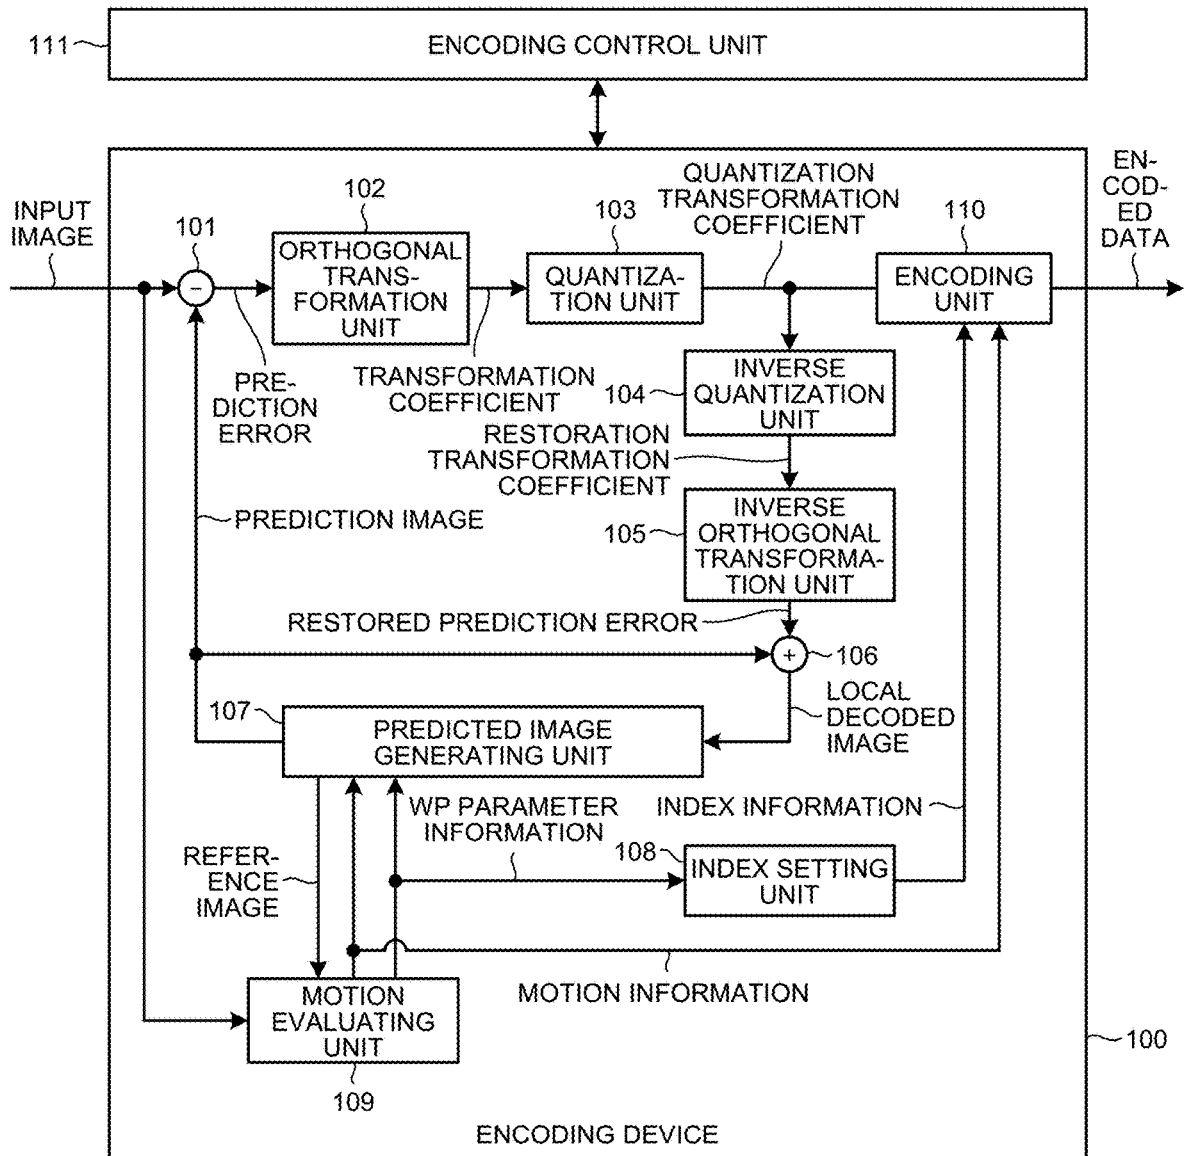 111
ENCODING CONTROL UNIT
INPUT
IMAGE
101
−
102
ORTHOGONAL
TRANS-
FORMATION
UNIT
103
QUANTIZA-
TION UNIT
QUANTIZATION
TRANSFORMATION
COEFFICIENT
110
ENCODING
UNIT
EN-
COD-
ED
DATA
PRE-
DICTION
ERROR
TRANSFORMATION
COEFFICIENT
104
INVERSE
QUANTIZATION
UNIT
RESTORATION
TRANSFORMATION
COEFFICIENT
PREDICTION IMAGE
105
INVERSE
ORTHOGONAL
TRANSFORMA-
TION UNIT
RESTORED PREDICTION ERROR
+
106
107
PREDICTED IMAGE
GENERATING UNIT
LOCAL
DECODED
IMAGE
WP PARAMETER
INFORMATION
INDEX INFORMATION
REFER-
ENCE
IMAGE
108
INDEX SETTING
UNIT
MOTION
EVALUATING
UNIT
109
MOTION INFORMATION
100
ENCODING DEVICE